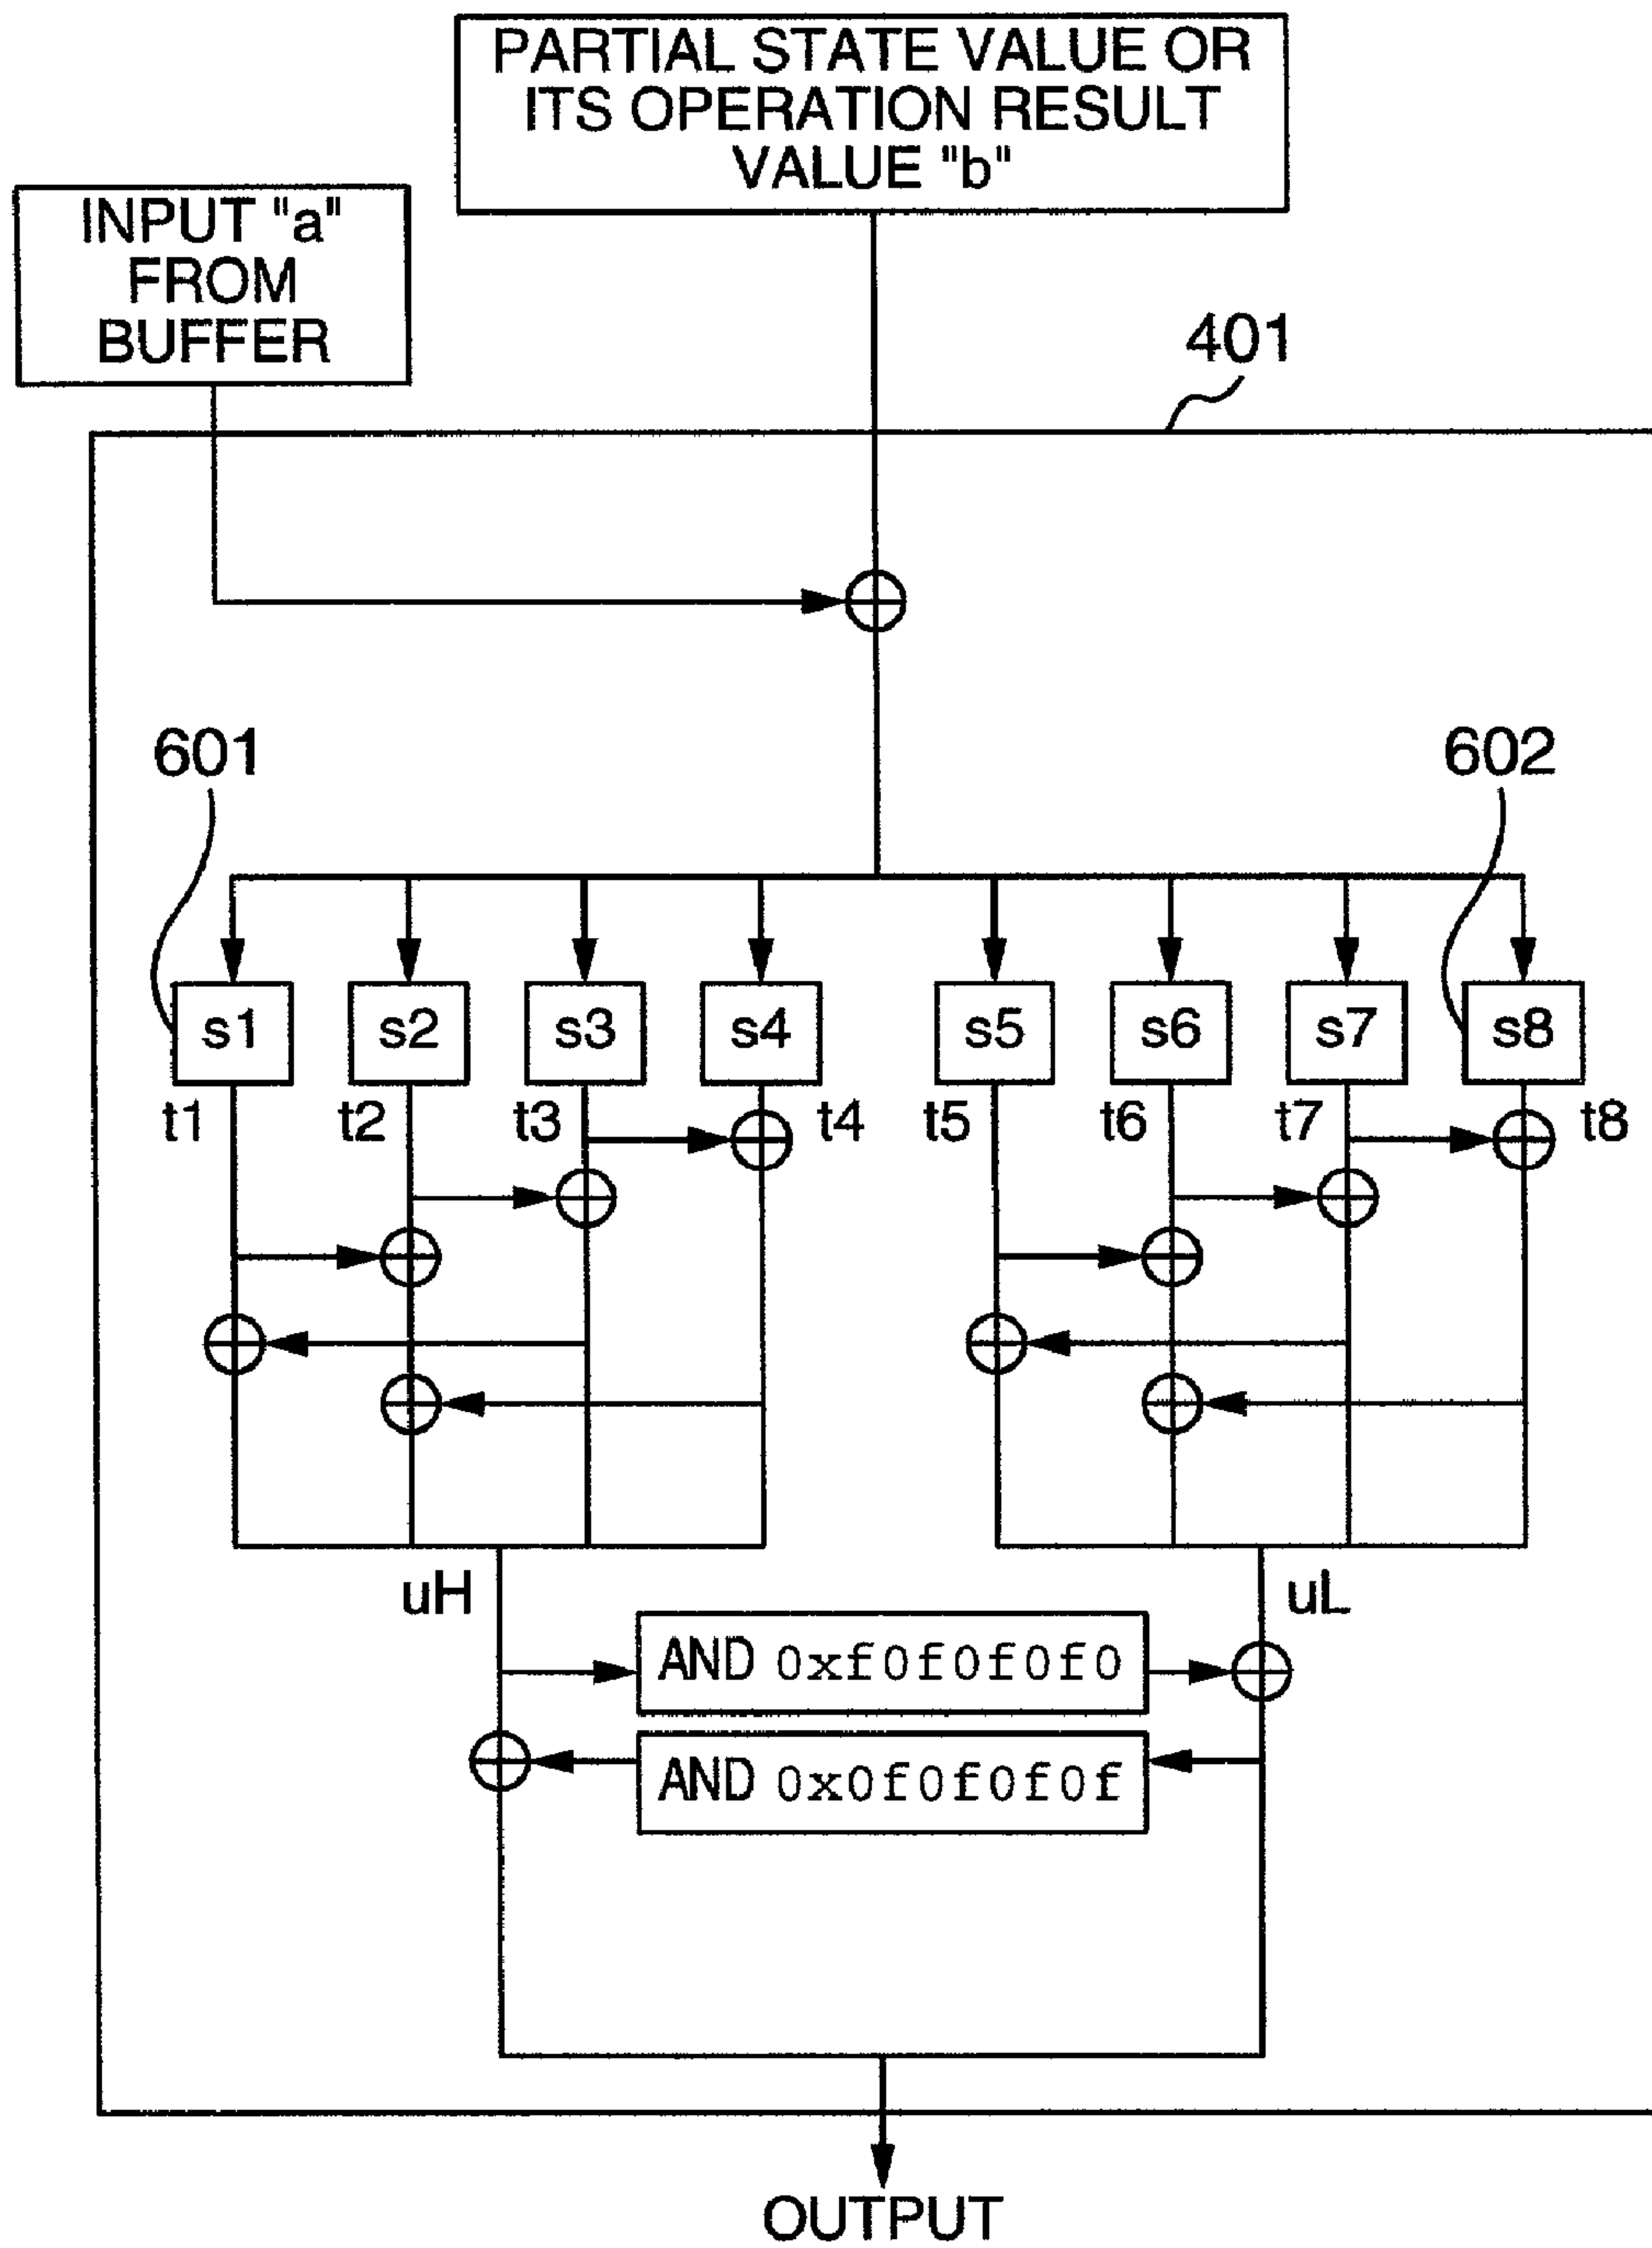 PARTIAL STATE VALUE OR
ITS OPERATION RESULT
VALUE "b"
INPUT "a"
FROM
BUFFER
401
601
602
s1
s2
s3
s4
s5
s6
s7
s8
t1
t2
t3
t4
t5
t6
t7
t8
uH
uL
AND 0xf0f0f0f0
AND 0x0f0f0f0f
OUTPUT